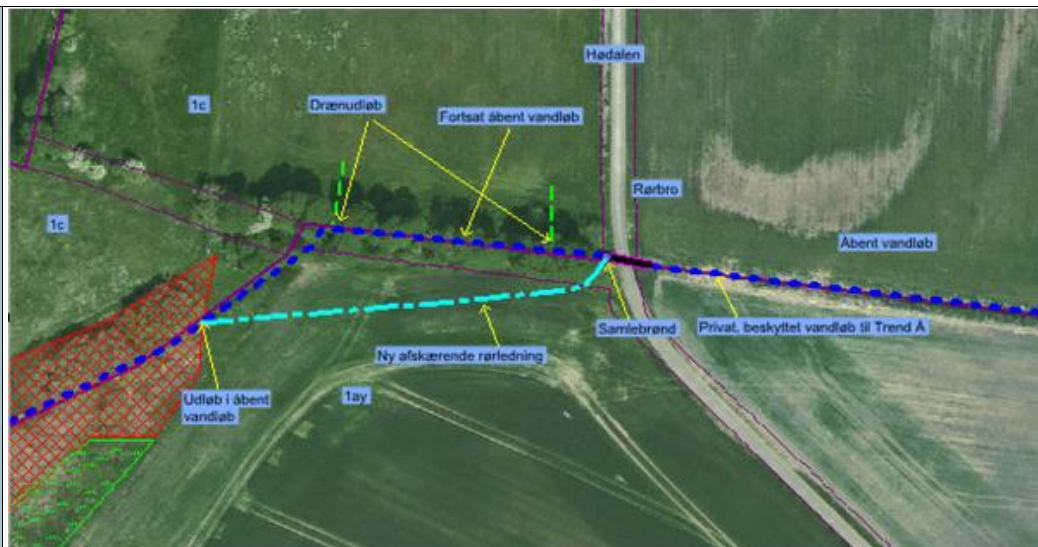 Hødalen
1c
Drænudløb
Fortsat åbent vandløb
Rørbro
1c
Åbent vandløb
Samlebrønd
Privat, beskyttet vandløb til Trend Å
Ny afskærende rørledning
Udløb i åbent
vandløb
1ay